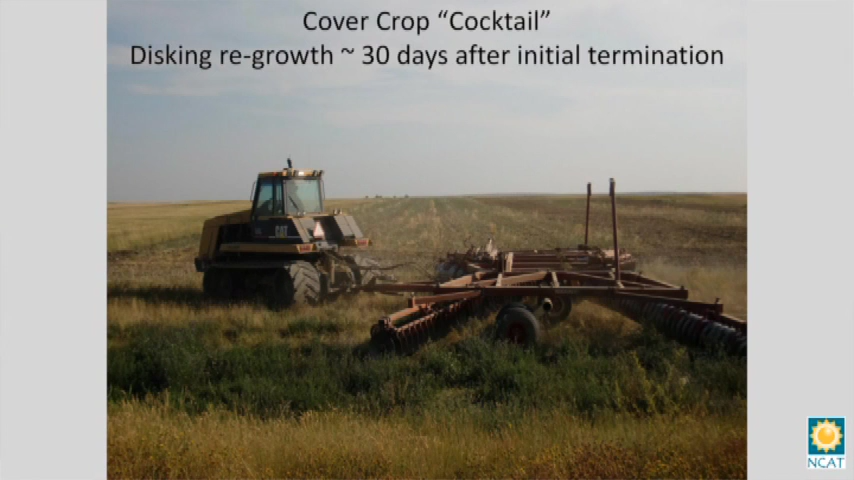 Cover Crop “Cocktail”
Disking re-growth ~ 30 days after initial termination
CAT
NCAT